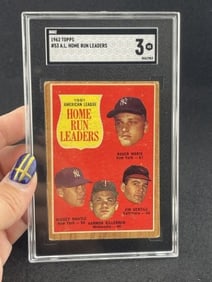 1962 TOPPS
#53 A.L. HOME RUN LEADERS
SGC
3
VG
1961
AMERICAN LEAGUE
HOME
RUN
LEADERS
ROGER MARIS
New York - 61
MICKEY MANTLE
New York - 54
JIM GENTILE
Baltimore - 46
HARMON KILLEBREW
Minnesota - 46